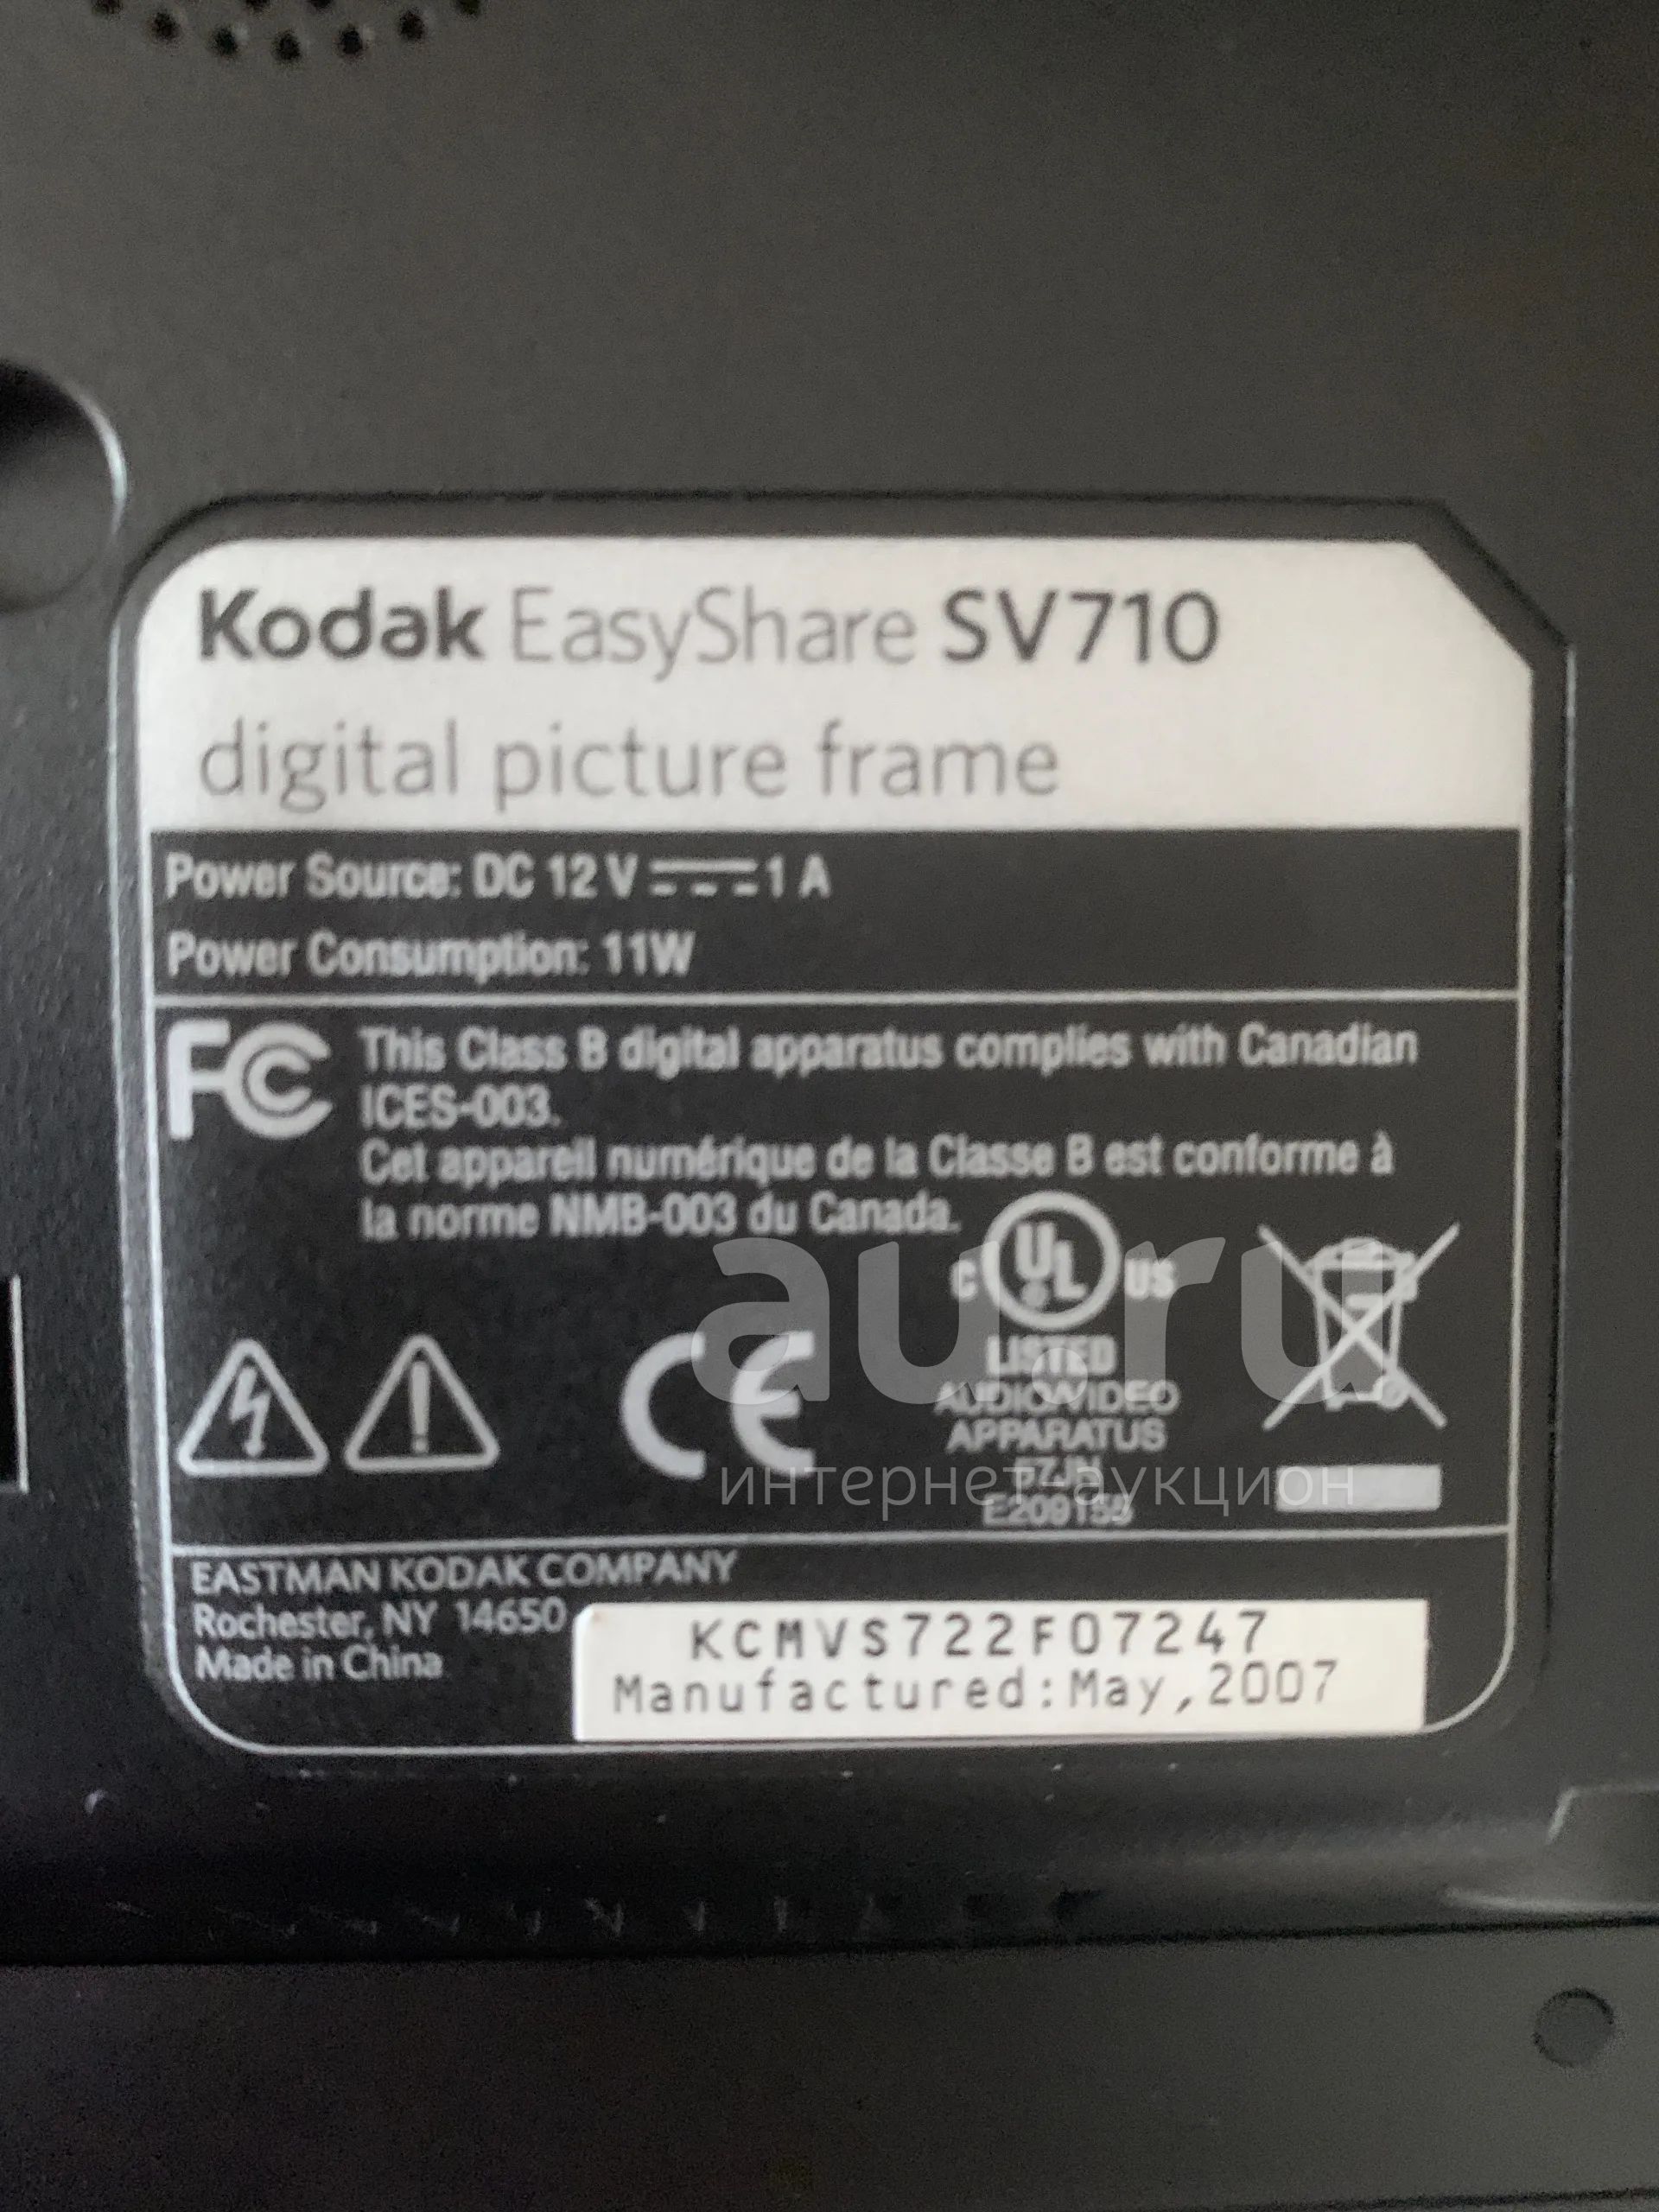 Kodak EasyShare SV710
digital picture frame
Power Source: DC 12 V 1 A
Power Consumption: 11W
FC This Class B digital apparatus complies with Canadian
ICES-003.
Cet appareil numérique de la Classe B est conforme à
la norme NMB-003 du Canada.
C UL US
LISTED
AUDIO/VIDEO
APPARATUS
CE
au.ru
интернет-аукцион
EASTMAN KODAK COMPANY
Rochester, NY 14650
Made in China
KCMVS722F07247
Manufactured:May,2007